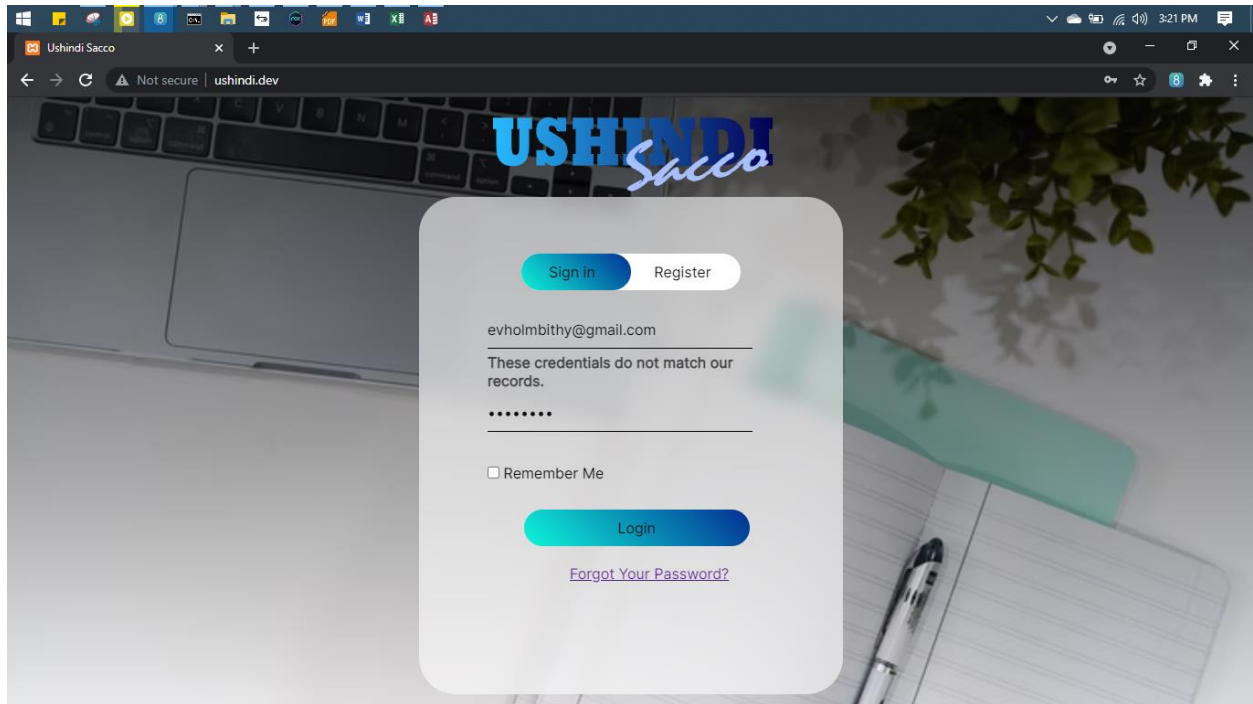 3:21 PM
Ushindi Sacco
Not secure | ushindi.dev
USHINDI
Sacco
Sign in Register
evholmbithy@gmail.com
These credentials do not match our
records.
••••••••
Remember Me
Login
Forgot Your Password?